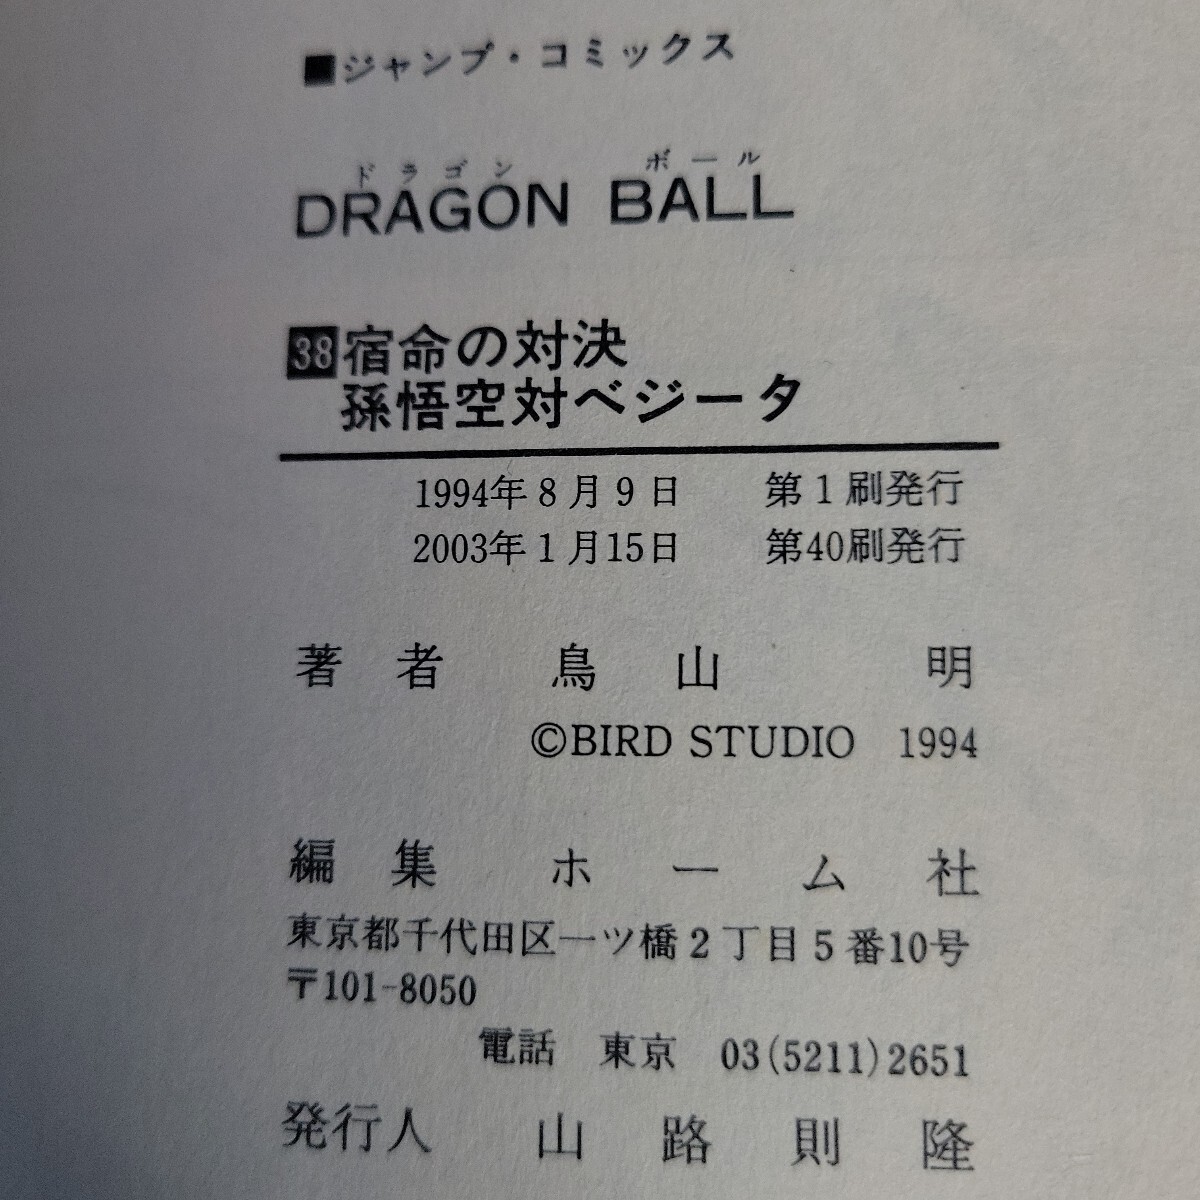 ■ジャンプ・コミックス
ドラゴン ボール
DRAGON BALL
38 宿命の対決
孫悟空対ベジータ
1994年8月9日 第1刷発行
2003年1月15日 第40刷発行
著者 鳥山 明
©BIRD STUDIO 1994
編集 ホーム社
東京都千代田区一ツ橋2丁目5番10号
〒101-8050
電話 東京 03(5211)2651
発行人 山路則隆